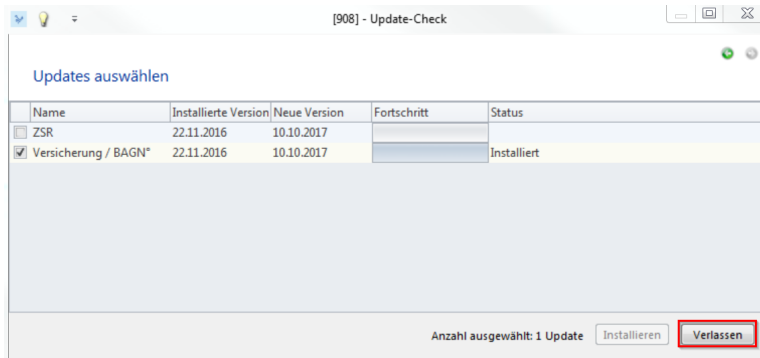 [908] - Update-Check
Updates auswählen
Name Installierte Version Neue Version Fortschritt Status
ZSR 22.11.2016 10.10.2017
Versicherung / BAGN° 22.11.2016 10.10.2017 Installiert
Anzahl ausgewählt: 1 Update Installieren Verlassen